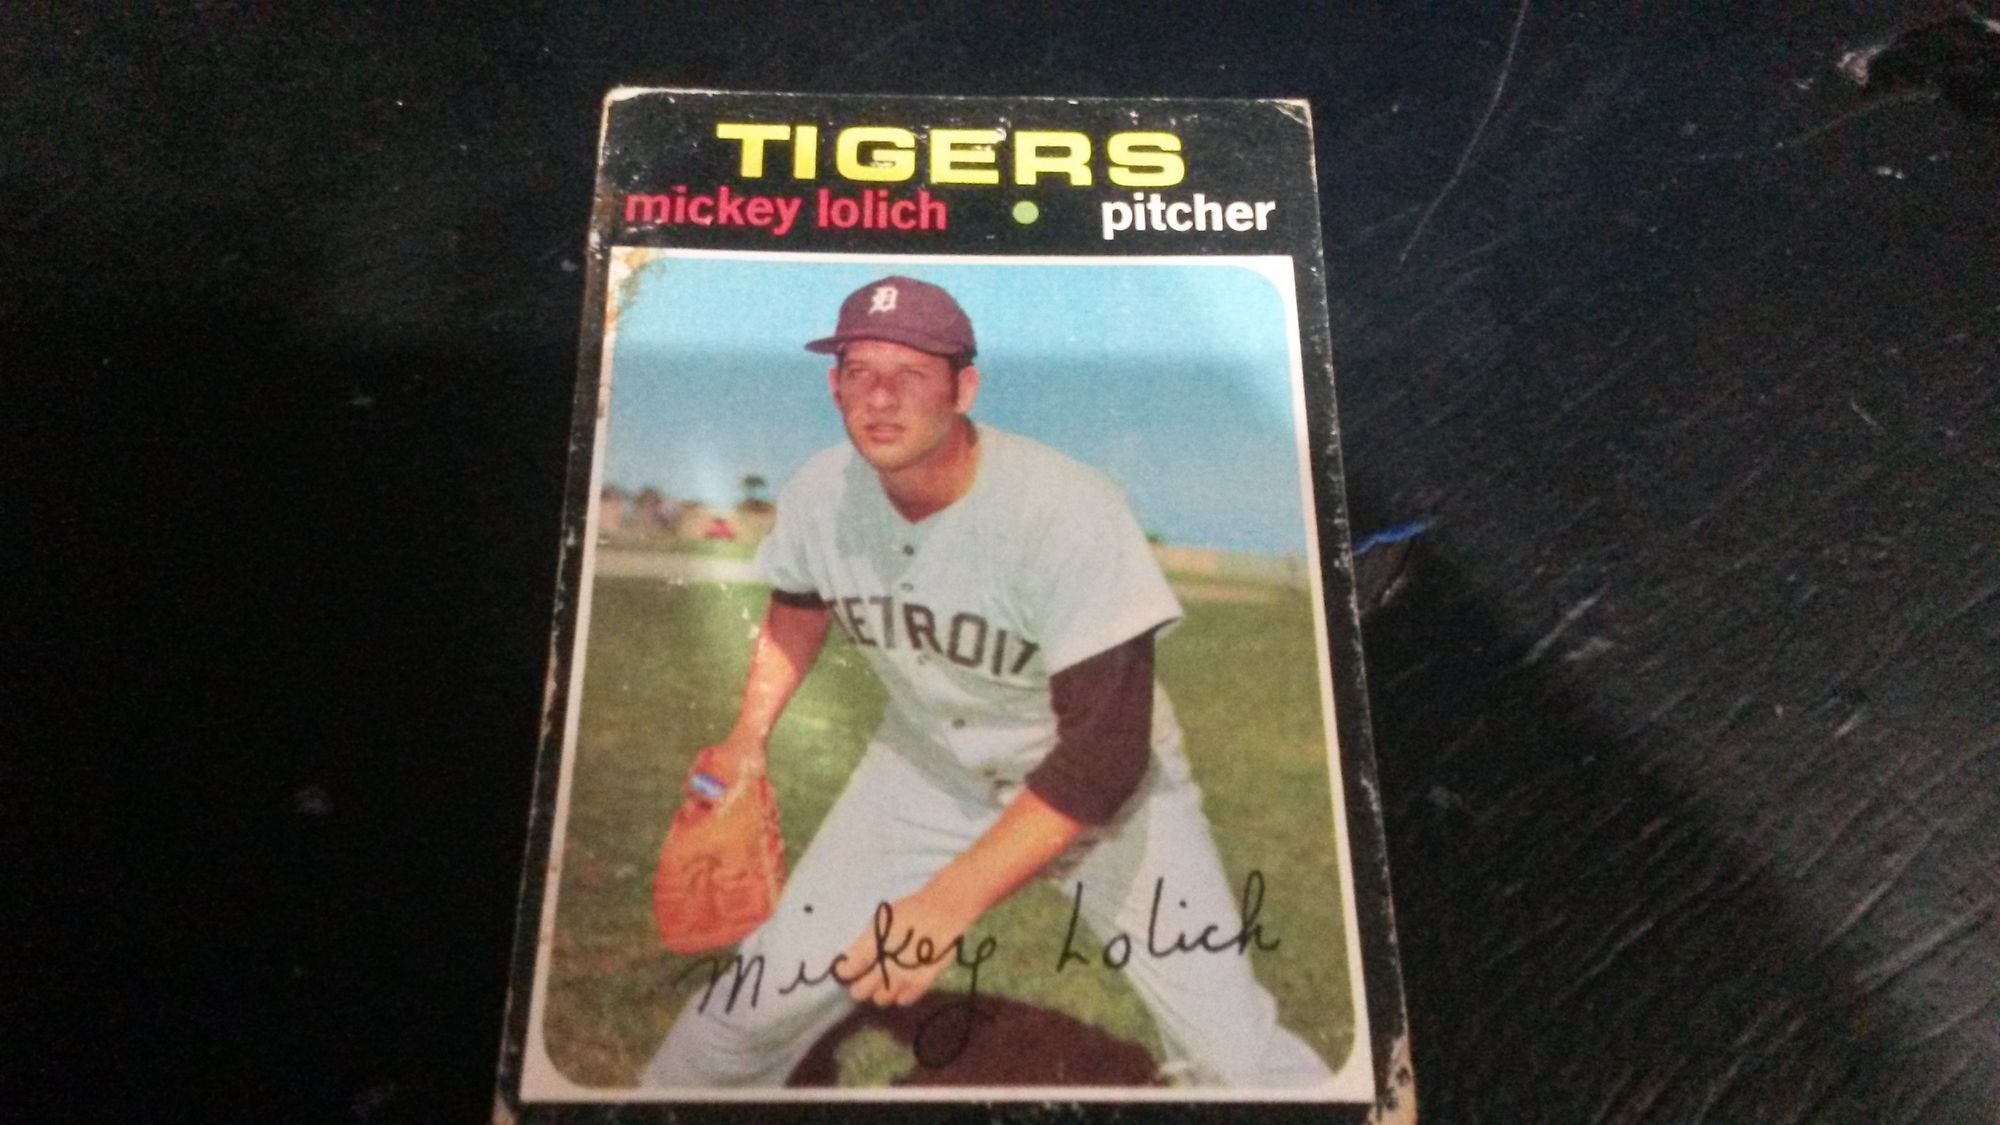 TIGERS
mickey lolich • pitcher
D
DETROIT
Mickey Lolich